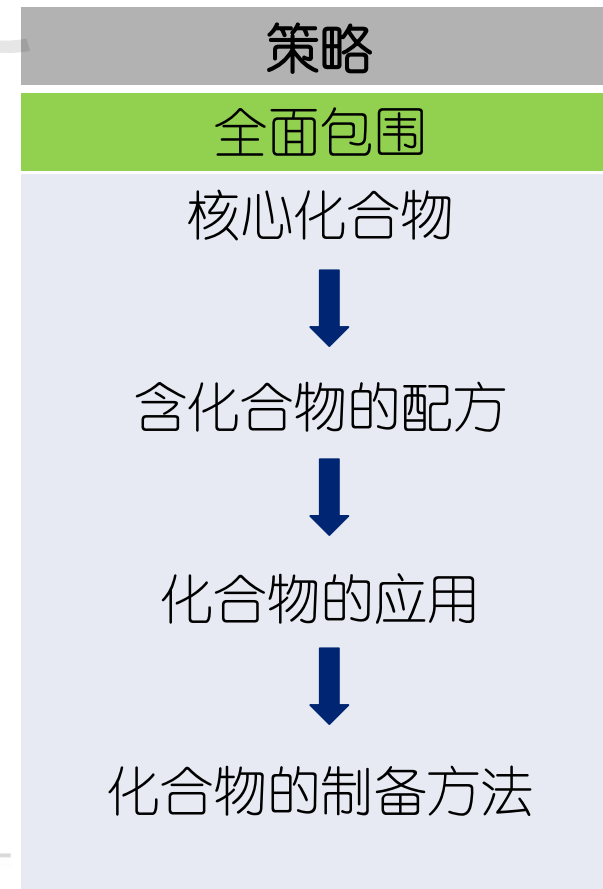 策略
全面包围
核心化合物
含化合物的配方
化合物的应用
化合物的制备方法